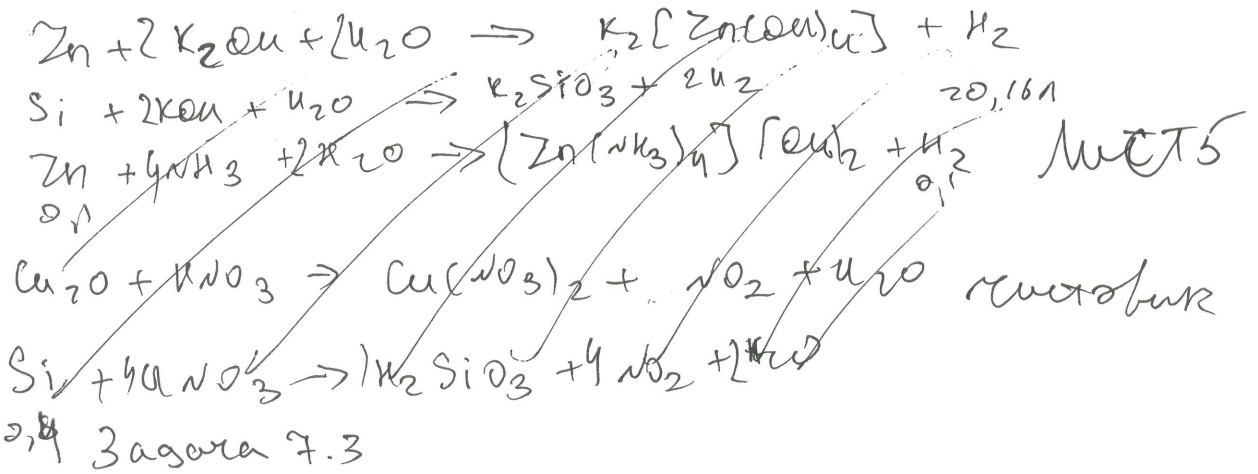 Zn + 2K2OH + 2H2O → K2[Zn(OH)4] + H2
Si + 2KOH + H2O → K2SiO3 + 2H2
20,16л
Zn + 4NH3 + 2H2O → [Zn(NH3)4](OH)2 + H2 Лист5
0,1 0,1
Cu2O + HNO3 → Cu(NO3)2 + NO2 + H2O чистовик
Si + 4HNO3 → H2SiO3 + 4NO2 +
Задача 7.3